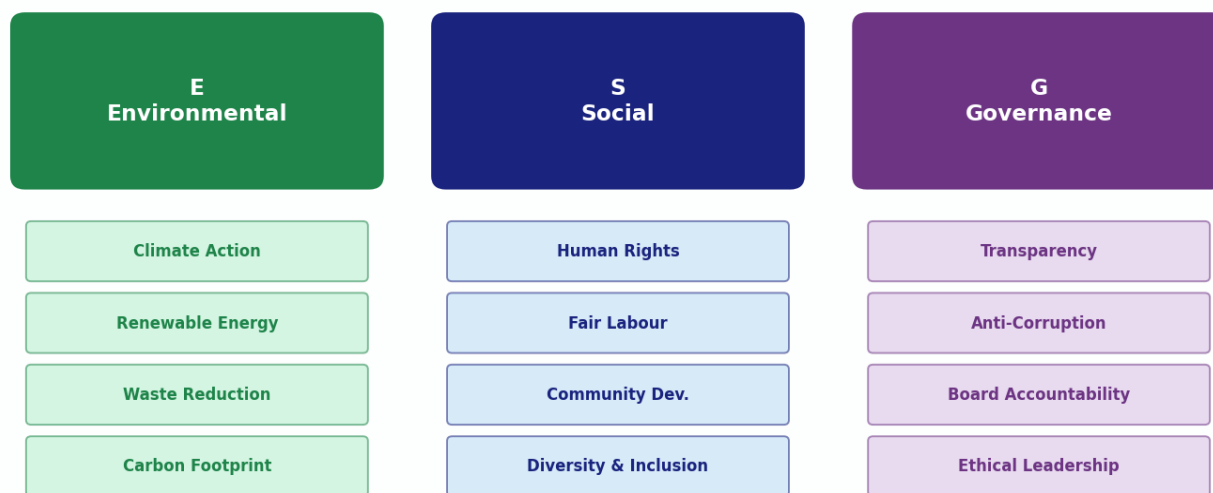 E
Environmental
Climate Action
Renewable Energy
Waste Reduction
Carbon Footprint
S
Social
Human Rights
Fair Labour
Community Dev.
Diversity & Inclusion
G
Governance
Transparency
Anti-Corruption
Board Accountability
Ethical Leadership